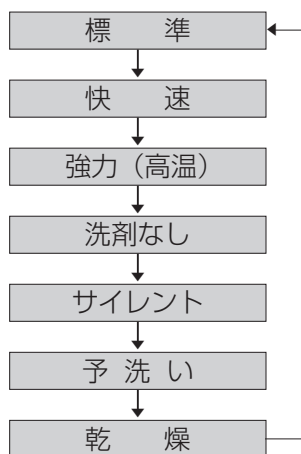 標　準
快　速
強力（高温）
洗剤なし
サイレント
予 洗 い
乾　燥